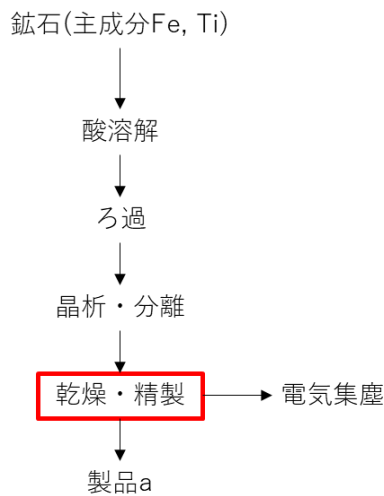 鉱石(主成分Fe, Ti)
酸溶解
ろ過
晶析・分離
乾燥・精製
電気集塵
製品a